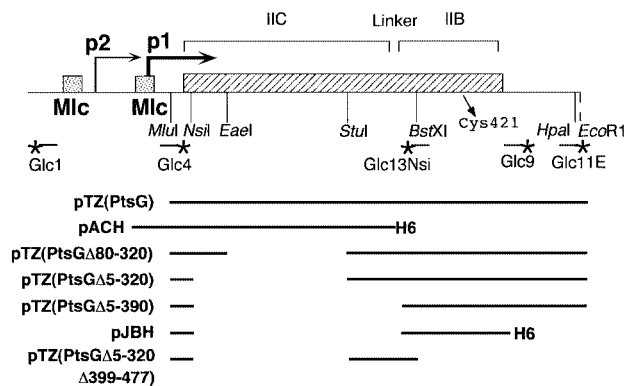 IIC Linker IIB
p2 p1
Mlc Mlc
MluI NsiI EaeI StuI BstXI Cys421 HpaI EcoR1
Glc1 Glc4 Glc13Nsi Glc9 Glc11E
pTZ(PtsG)
pACH H6
pTZ(PtsGΔ80-320)
pTZ(PtsGΔ5-320)
pTZ(PtsGΔ5-390)
pJBH H6
pTZ(PtsGΔ5-320
Δ399-477)